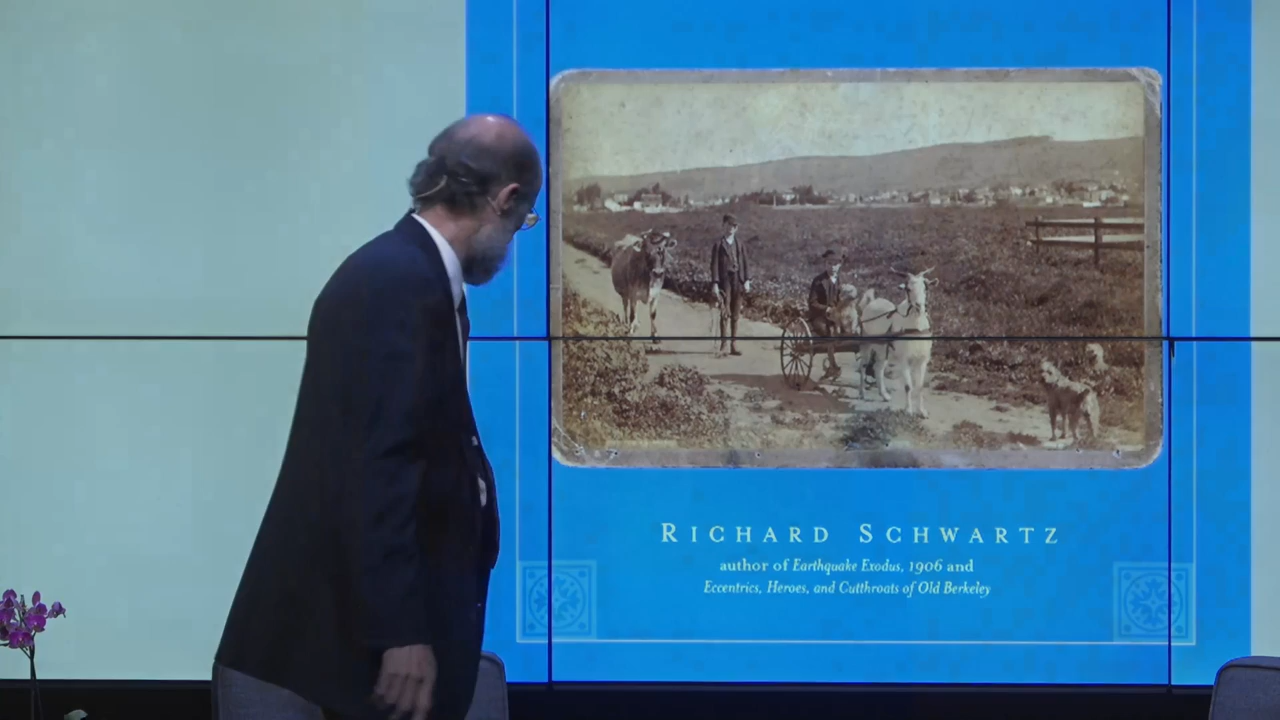 RICHARD SCHWARTZ
author of Earthquake Exodus, 1906 and
Eccentrics, Heroes, and Cutthroats of Old Berkeley